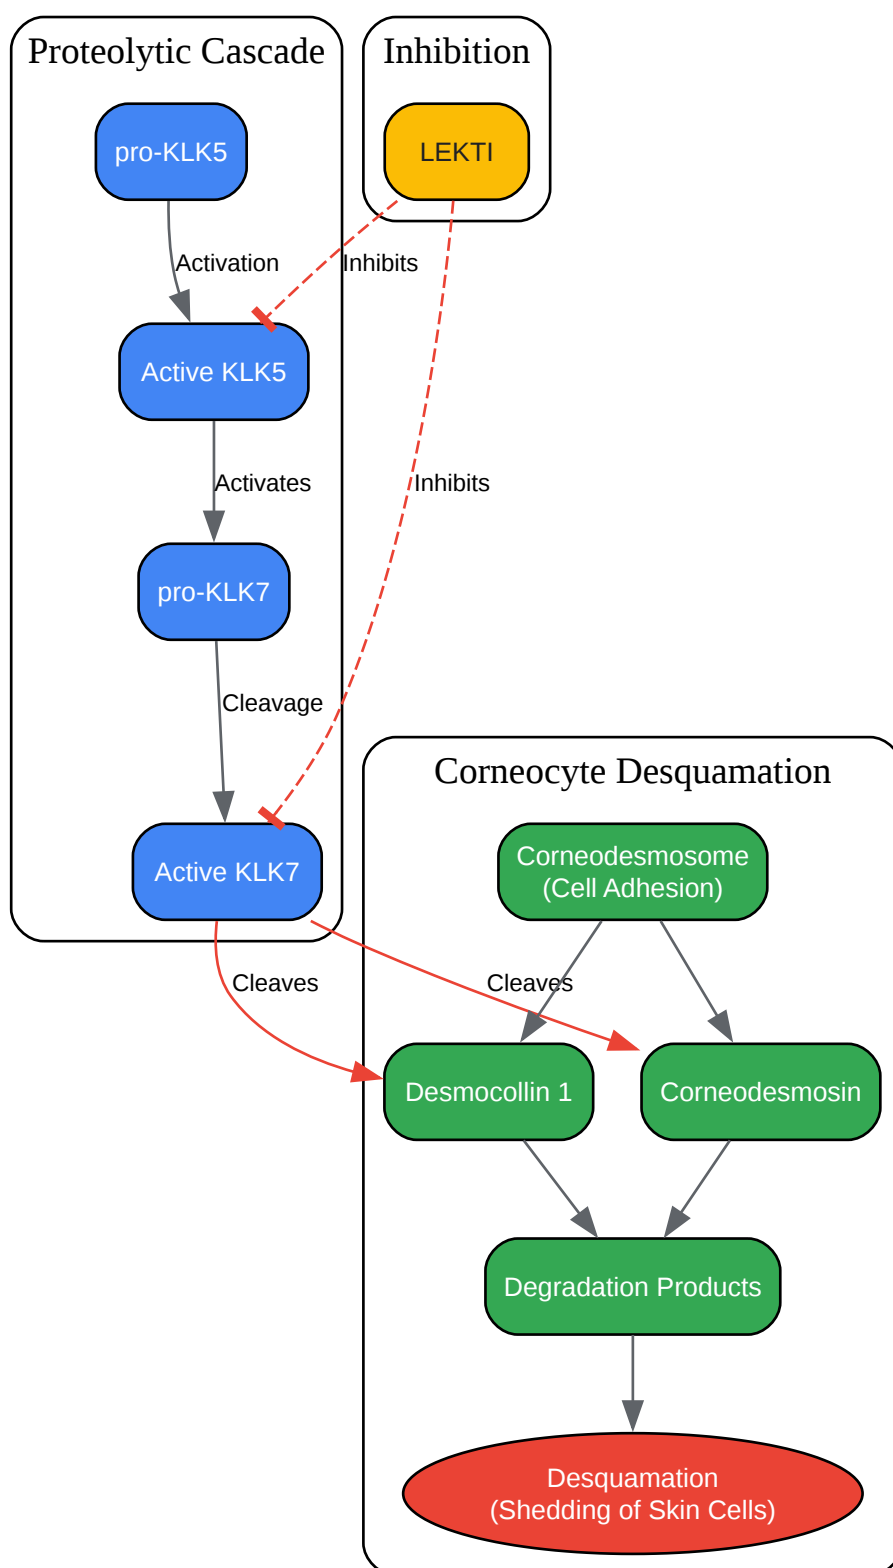 Proteolytic Cascade
Inhibition
pro-KLK5
LEKTI
Activation
Inhibits
Active KLK5
Activates
Inhibits
pro-KLK7
Cleavage
Corneocyte Desquamation
Active KLK7
Corneodesmosome
(Cell Adhesion)
Cleaves
Cleaves
Desmocollin 1
Corneodesmosin
Degradation Products
Desquamation
(Shedding of Skin Cells)